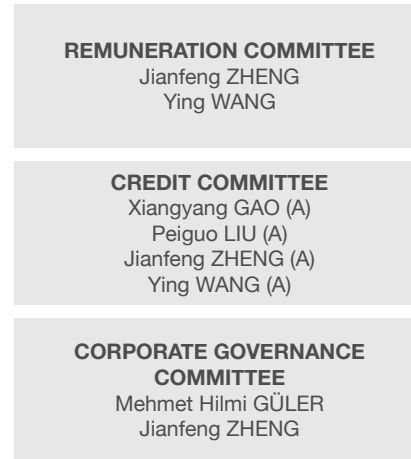 REMUNERATION COMMITTEE
Jianfeng ZHENG
Ying WANG
CREDIT COMMITTEE
Xiangyang GAO (A)
Peiguo LIU (A)
Jianfeng ZHENG (A)
Ying WANG (A)
CORPORATE GOVERNANCE
COMMITTEE
Mehmet Hilmi GÜLER
Jianfeng ZHENG